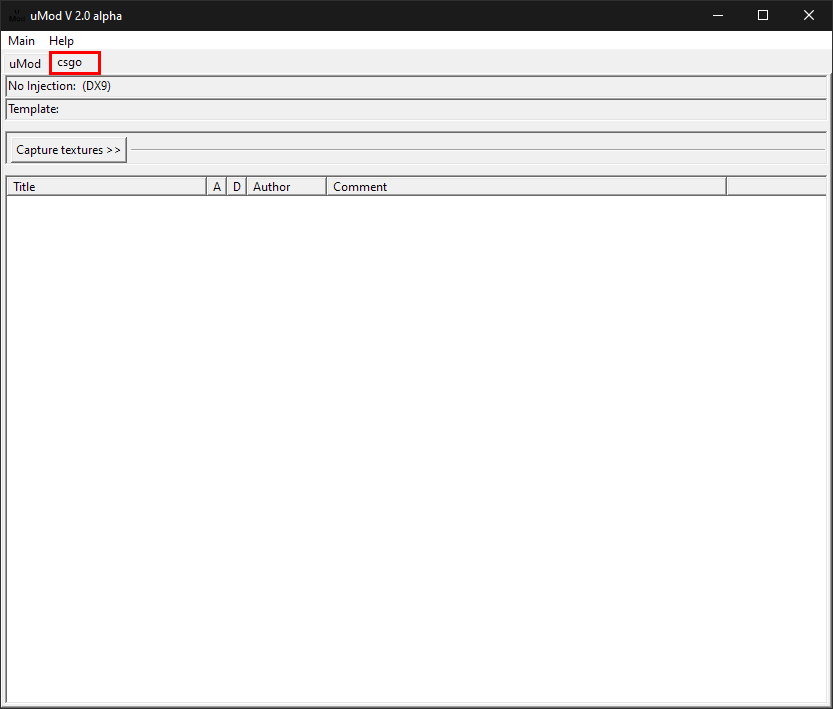 uMod V 2.0 alpha
Main Help
uMod csgo
No Injection: (DX9)
Template:
Capture textures >>
Title A D Author Comment